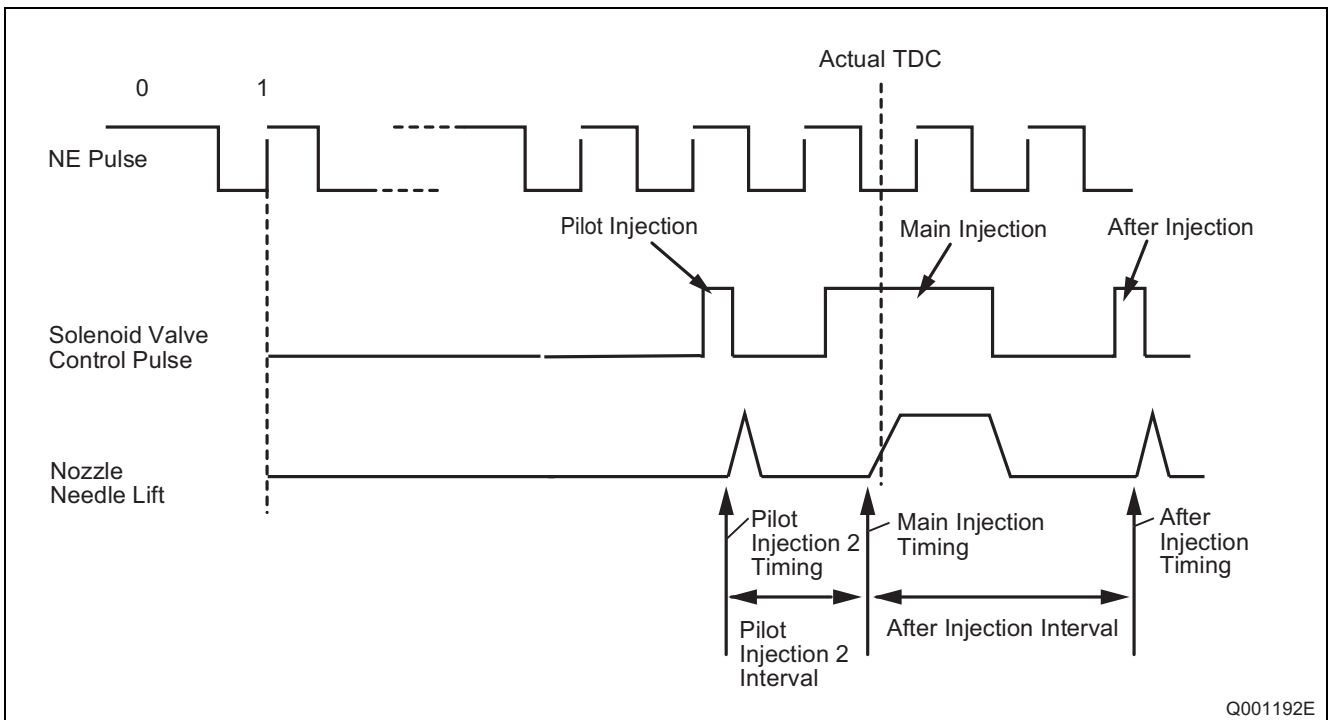 Actual TDC
0 1
NE Pulse
Pilot Injection
Main Injection
After Injection
Solenoid Valve
Control Pulse
Nozzle
Needle Lift
Pilot
Injection 2
Timing
Main Injection
Timing
After
Injection
Timing
Pilot
Injection 2
Interval
After Injection Interval
Q001192E